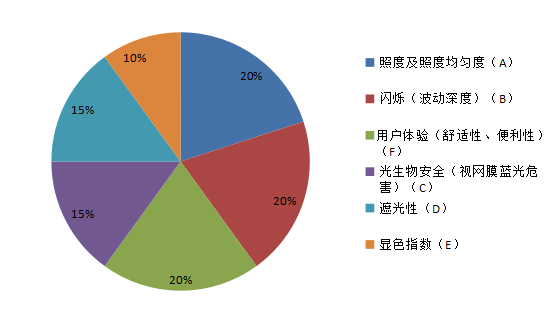 10%
20%
15%
15%
20%
20%
照度及照度均匀度（A）
闪烁（波动深度）（B）
用户体验（舒适性、便利性）
（F）
光生物安全（视网膜蓝光危
害）（C）
遮光性（D）
显色指数（E）